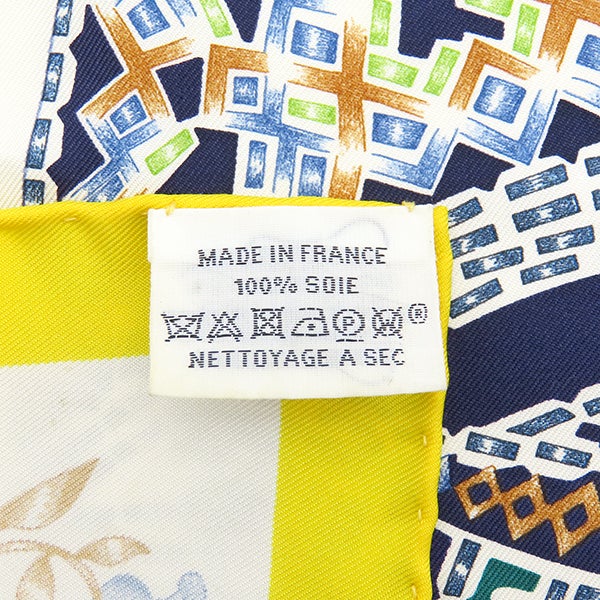 MADE IN FRANCE
100% SOIE
P ®
NETTOYAGE A SEC